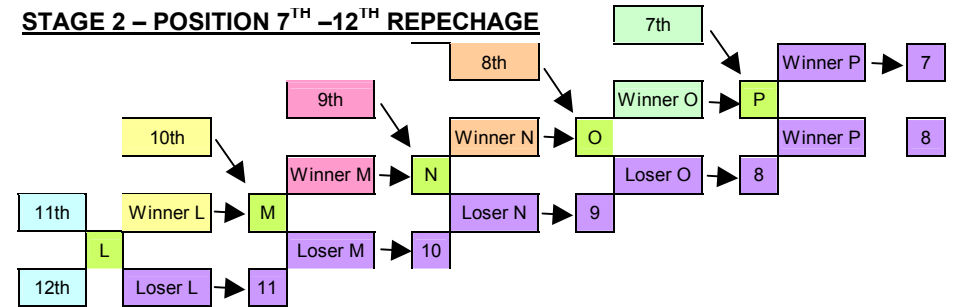 STAGE 2 – POSITION 7TH –12TH REPECHAGE
7th
8th
Winner P
7
9th
Winner O
P
10th
Winner N
O
Winner P
8
Winner M
N
Loser O
8
11th
Winner L
M
Loser N
9
L
Loser M
10
12th
Loser L
11